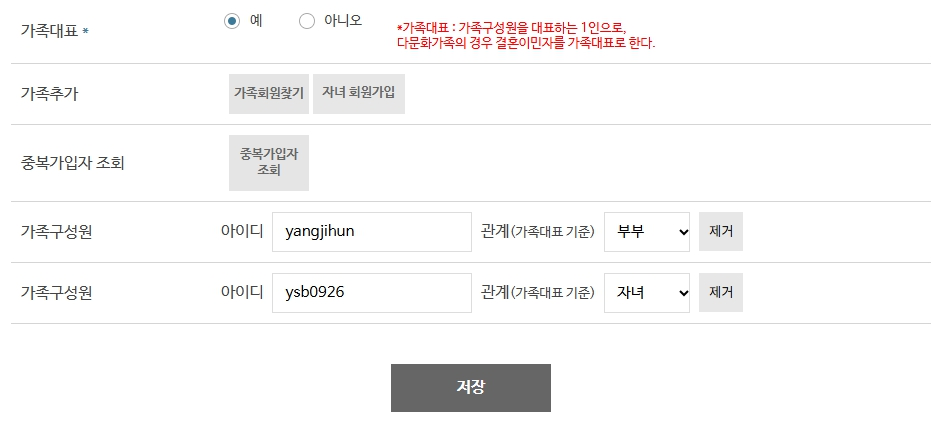 가족대표 * 예 아니오 *가족대표 : 가족구성원을 대표하는 1인으로,
다문화가족의 경우 결혼이민자를 가족대표로 한다.
가족추가 가족회원찾기 자녀 회원가입
중복가입자 조회 중복가입자
조회
가족구성원 아이디 yangjihun 관계(가족대표 기준) 부부 제거
가족구성원 아이디 ysb0926 관계(가족대표 기준) 자녀 제거
저장